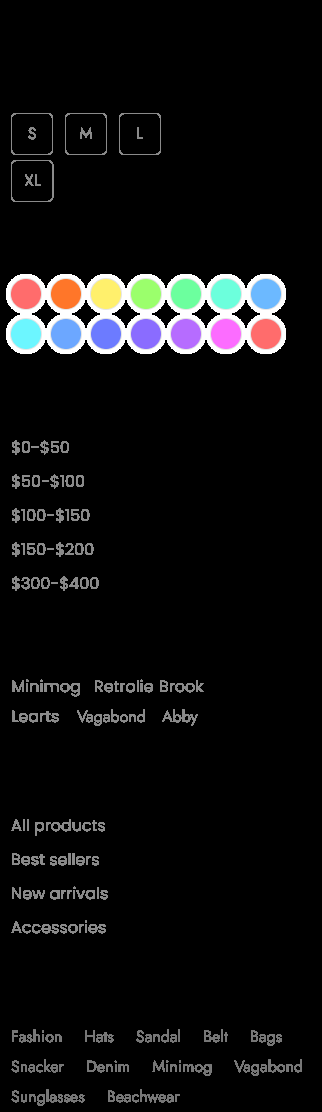 S M L
XL
$0-$50
$50-$100
$100-$150
$150-$200
$300-$400
Minimog Retrolie Brook
Learts Vagabond Abby
All products
Best sellers
New arrivals
Accessories
Fashion Hats Sandal Belt Bags
Snacker Denim Minimog Vagabond
Sunglasses Beachwear